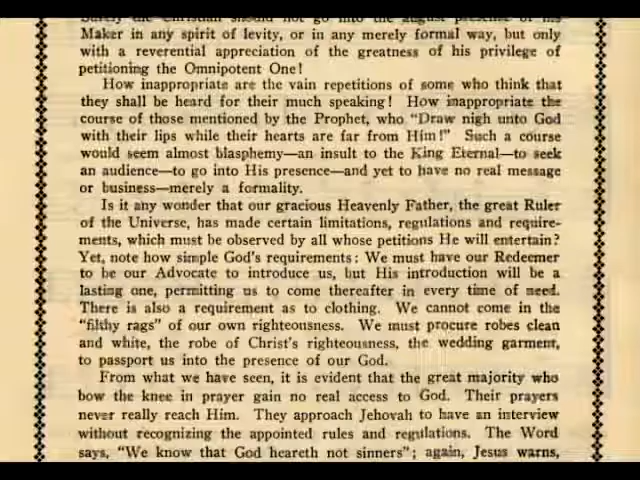 Surely the Christian should not go into the august presence of his
Maker in any spirit of levity, or in any merely formal way, but only
with a reverential appreciation of the greatness of his privilege of
petitioning the Omnipotent One!
How inappropriate are the vain repetitions of some who think that
they shall be heard for their much speaking! How inappropriate the
course of those mentioned by the Prophet, who "Draw nigh unto God
with their lips while their hearts are far from Him!" Such a course
would seem almost blasphemy—an insult to the King Eternal—to seek
an audience—to go into His presence—and yet to have no real message
or business—merely a formality.
Is it any wonder that our gracious Heavenly Father, the great Ruler
of the Universe, has made certain limitations, regulations and require-
ments, which must be observed by all whose petitions He will entertain?
Yet, note how simple God's requirements: We must have our Redeemer
to be our Advocate to introduce us, but His introduction will be a
lasting one, permitting us to come thereafter in every time of need.
There is also a requirement as to clothing. We cannot come in the
"filthy rags" of our own righteousness. We must procure robes clean
and white, the robe of Christ's righteousness, the wedding garment,
to passport us into the presence of our God.
From what we have seen, it is evident that the great majority who
bow the knee in prayer gain no real access to God. Their prayers
never really reach Him. They approach Jehovah to have an interview
without recognizing the appointed rules and regulations. The Word
says, "We know that God heareth not sinners"; again, Jesus warns,